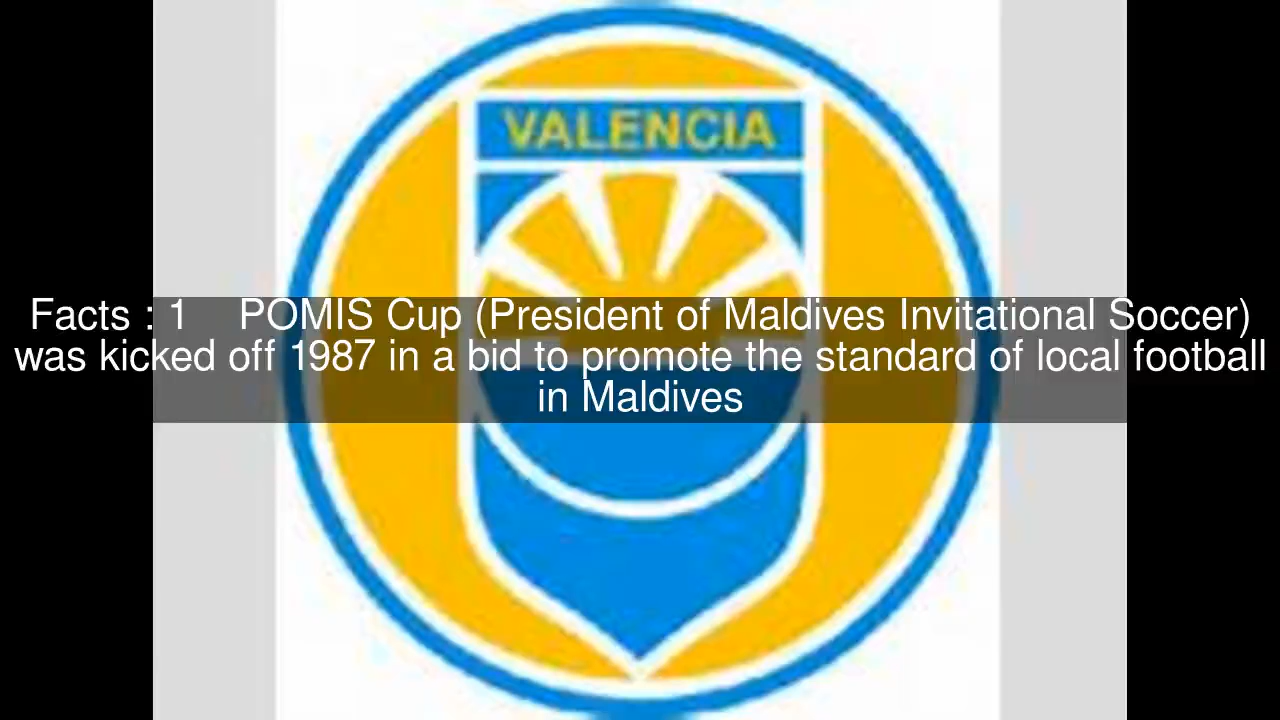 VALENCIA
Facts : 1 POMIS Cup (President of Maldives Invitational Soccer)
was kicked off 1987 in a bid to promote the standard of local football
in Maldives